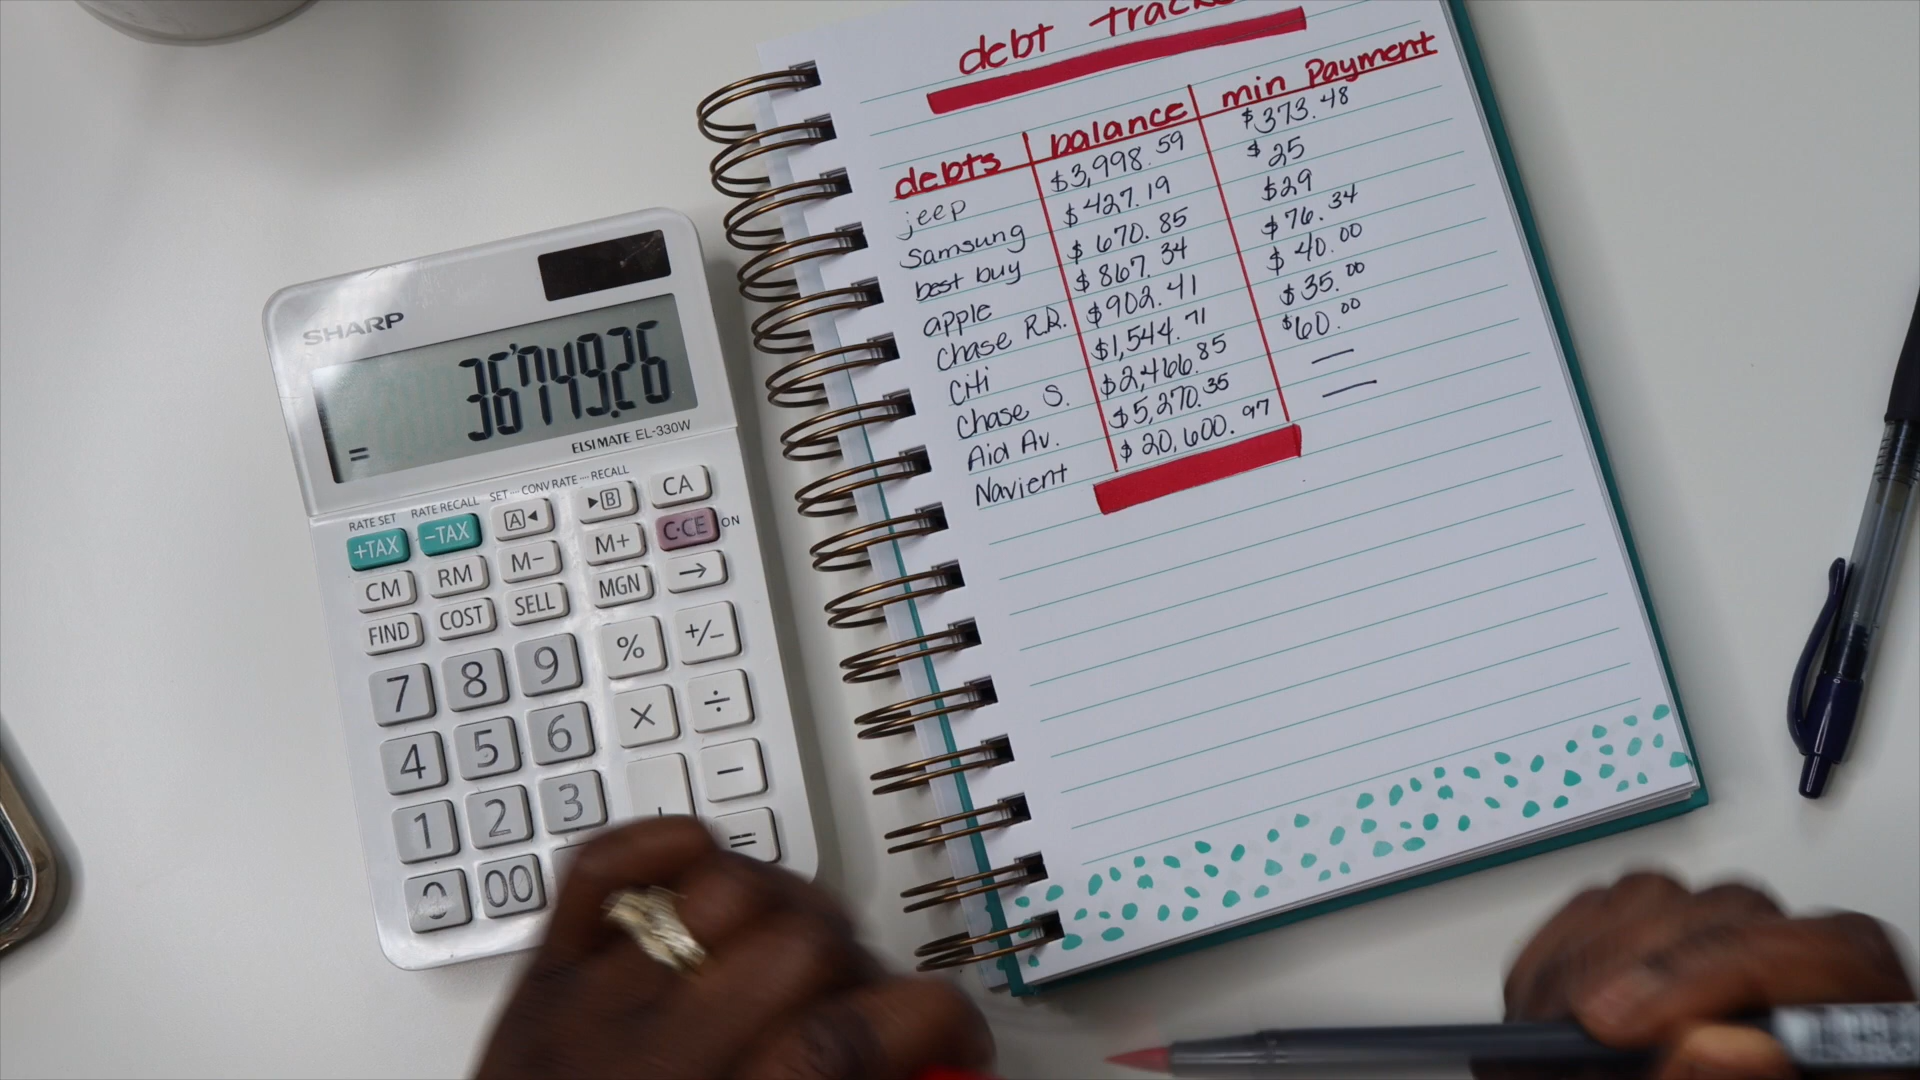 debt
debts balance min payment
jeep $3,998.59 $373.48
Samsung $427.19 $25
best buy $670.85 $29
apple $867.34 $76.34
Chase R.R. $902.41 $40.00
Citi $1,544.71 $35.00
Chase S. $2,466.85 $60.00
Aid Av. $5,270.35 —
Navient $20,600.97 —
SHARP
= 36'749.26
ELSIMATE EL-330W
RATE SET RATE RECALL SET CONV RATE RECALL
+TAX -TAX A◄ ►B CA
CM RM M- M+ C·CE ON
FIND COST SELL MGN →
7 8 9 % +/-
4 5 6 × ÷
1 2 3 + -
0 00 =